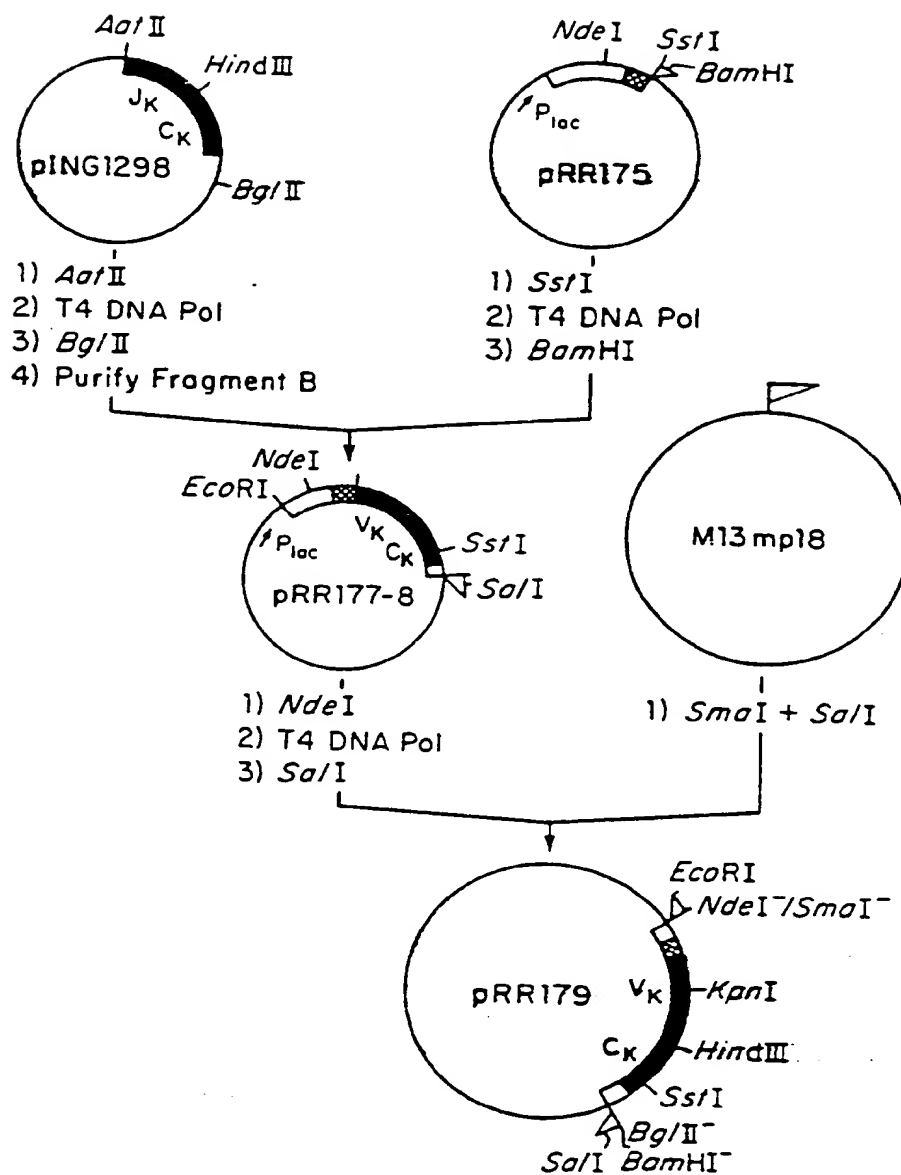 AatII
HindIII
JK
CK
pING1298
BglII
1) AatII
2) T4 DNA Pol
3) BglII
4) Purify Fragment B
NdeI
SstI
BamHI
Plac
pRR175
1) SstI
2) T4 DNA Pol
3) BamHI
NdeI
EcoRI
Plac
VK
CK
SstI
SalI
pRR177-8
1) NdeI
2) T4 DNA Pol
3) SalI
M13mp18
1) SmaI + SalI
EcoRI
NdeI⁻/SmaI⁻
pRR179
VK
KpnI
CK
HindIII
SstI
BglII⁻
SalI BamHI⁻